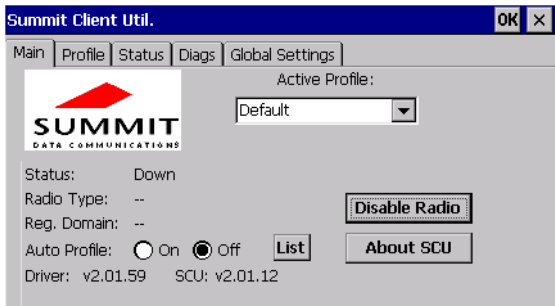 Summit Client Util. OK ×
Main Profile Status Diags Global Settings
Active Profile:
Default
SUMMIT
DATA COMMUNICATIONS
Status: Down
Radio Type: --
Disable Radio
Reg. Domain: --
Auto Profile: On Off List About SCU
Driver: v2.01.59 SCU: v2.01.12